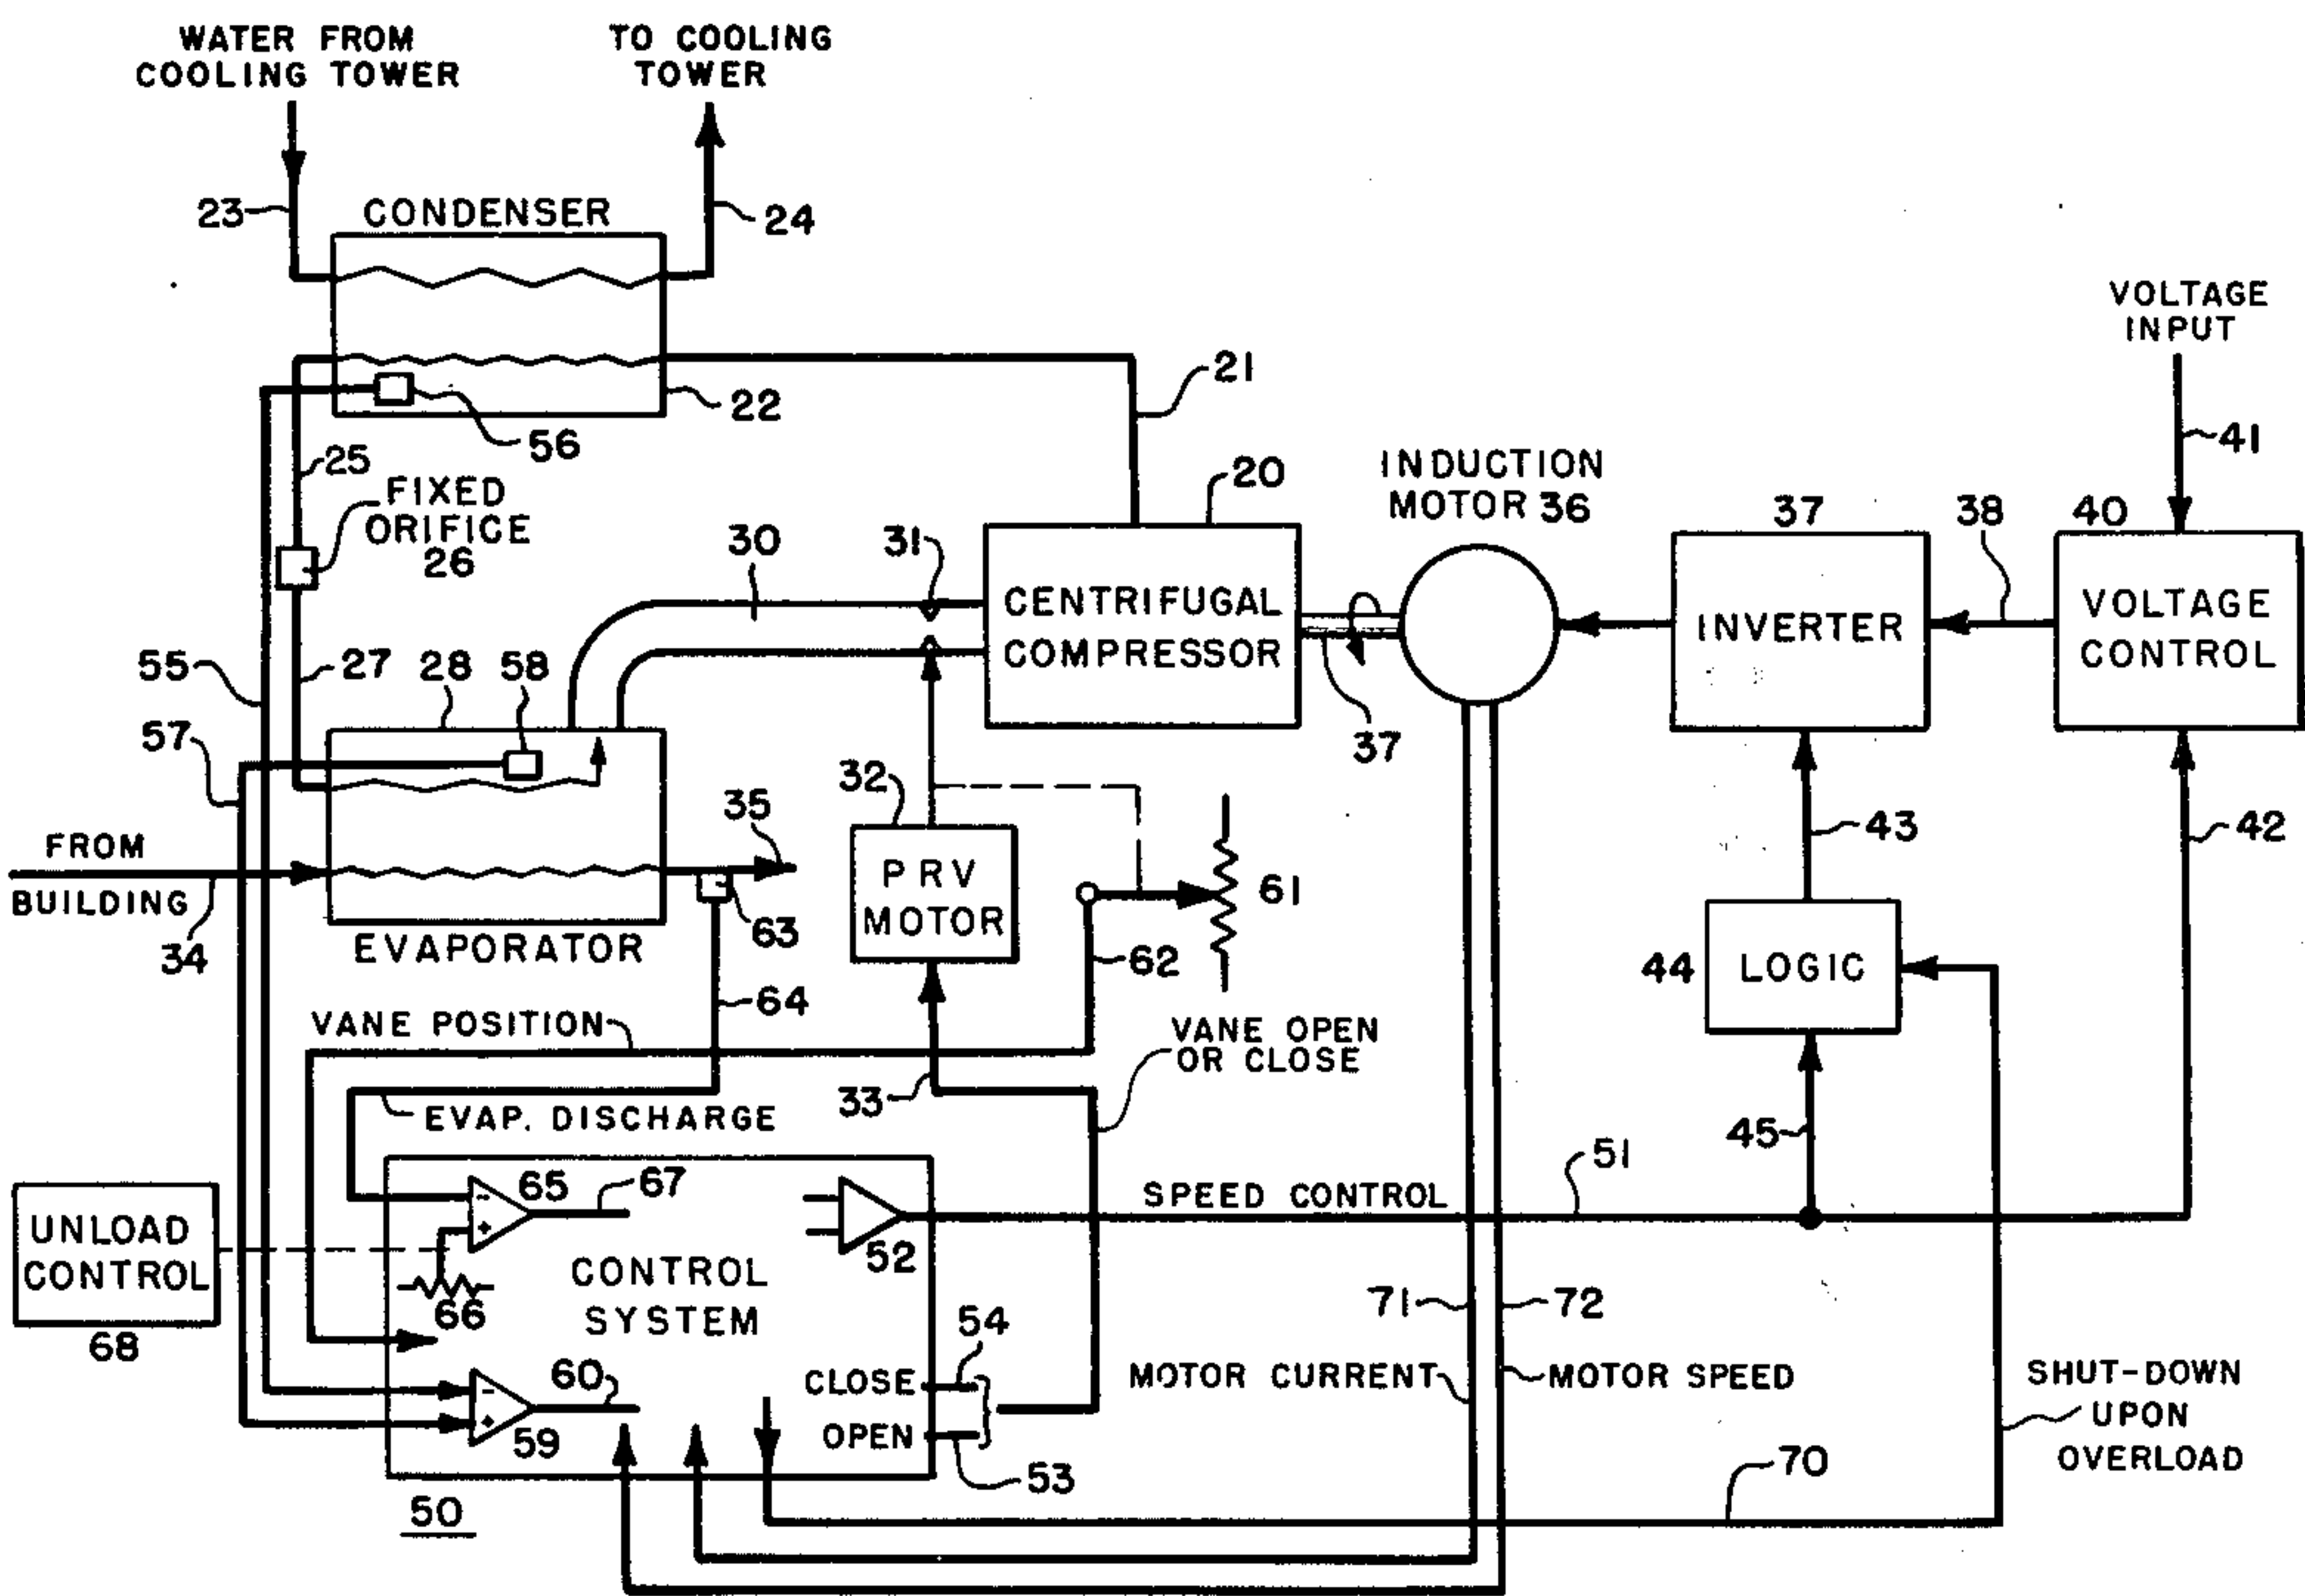 WATER FROM
COOLING TOWER
TO COOLING
TOWER
23
CONDENSER
24
VOLTAGE
INPUT
21
22
56
41
25
FIXED
ORIFICE
26
20
INDUCTION
MOTOR 36
37
38
40
30
31
CENTRIFUGAL
COMPRESSOR
INVERTER
VOLTAGE
CONTROL
55
27
28
58
57
37
32
35
43
42
FROM
BUILDING
34
PRV
MOTOR
61
EVAPORATOR
63
62
44
LOGIC
64
VANE POSITION
VANE OPEN
OR CLOSE
33
EVAP. DISCHARGE
45
51
65
67
SPEED CONTROL
UNLOAD
CONTROL
68
52
66
CONTROL
SYSTEM
71
72
54
60
CLOSE
OPEN
MOTOR CURRENT
MOTOR SPEED
SHUT-DOWN
UPON
OVERLOAD
59
53
70
50